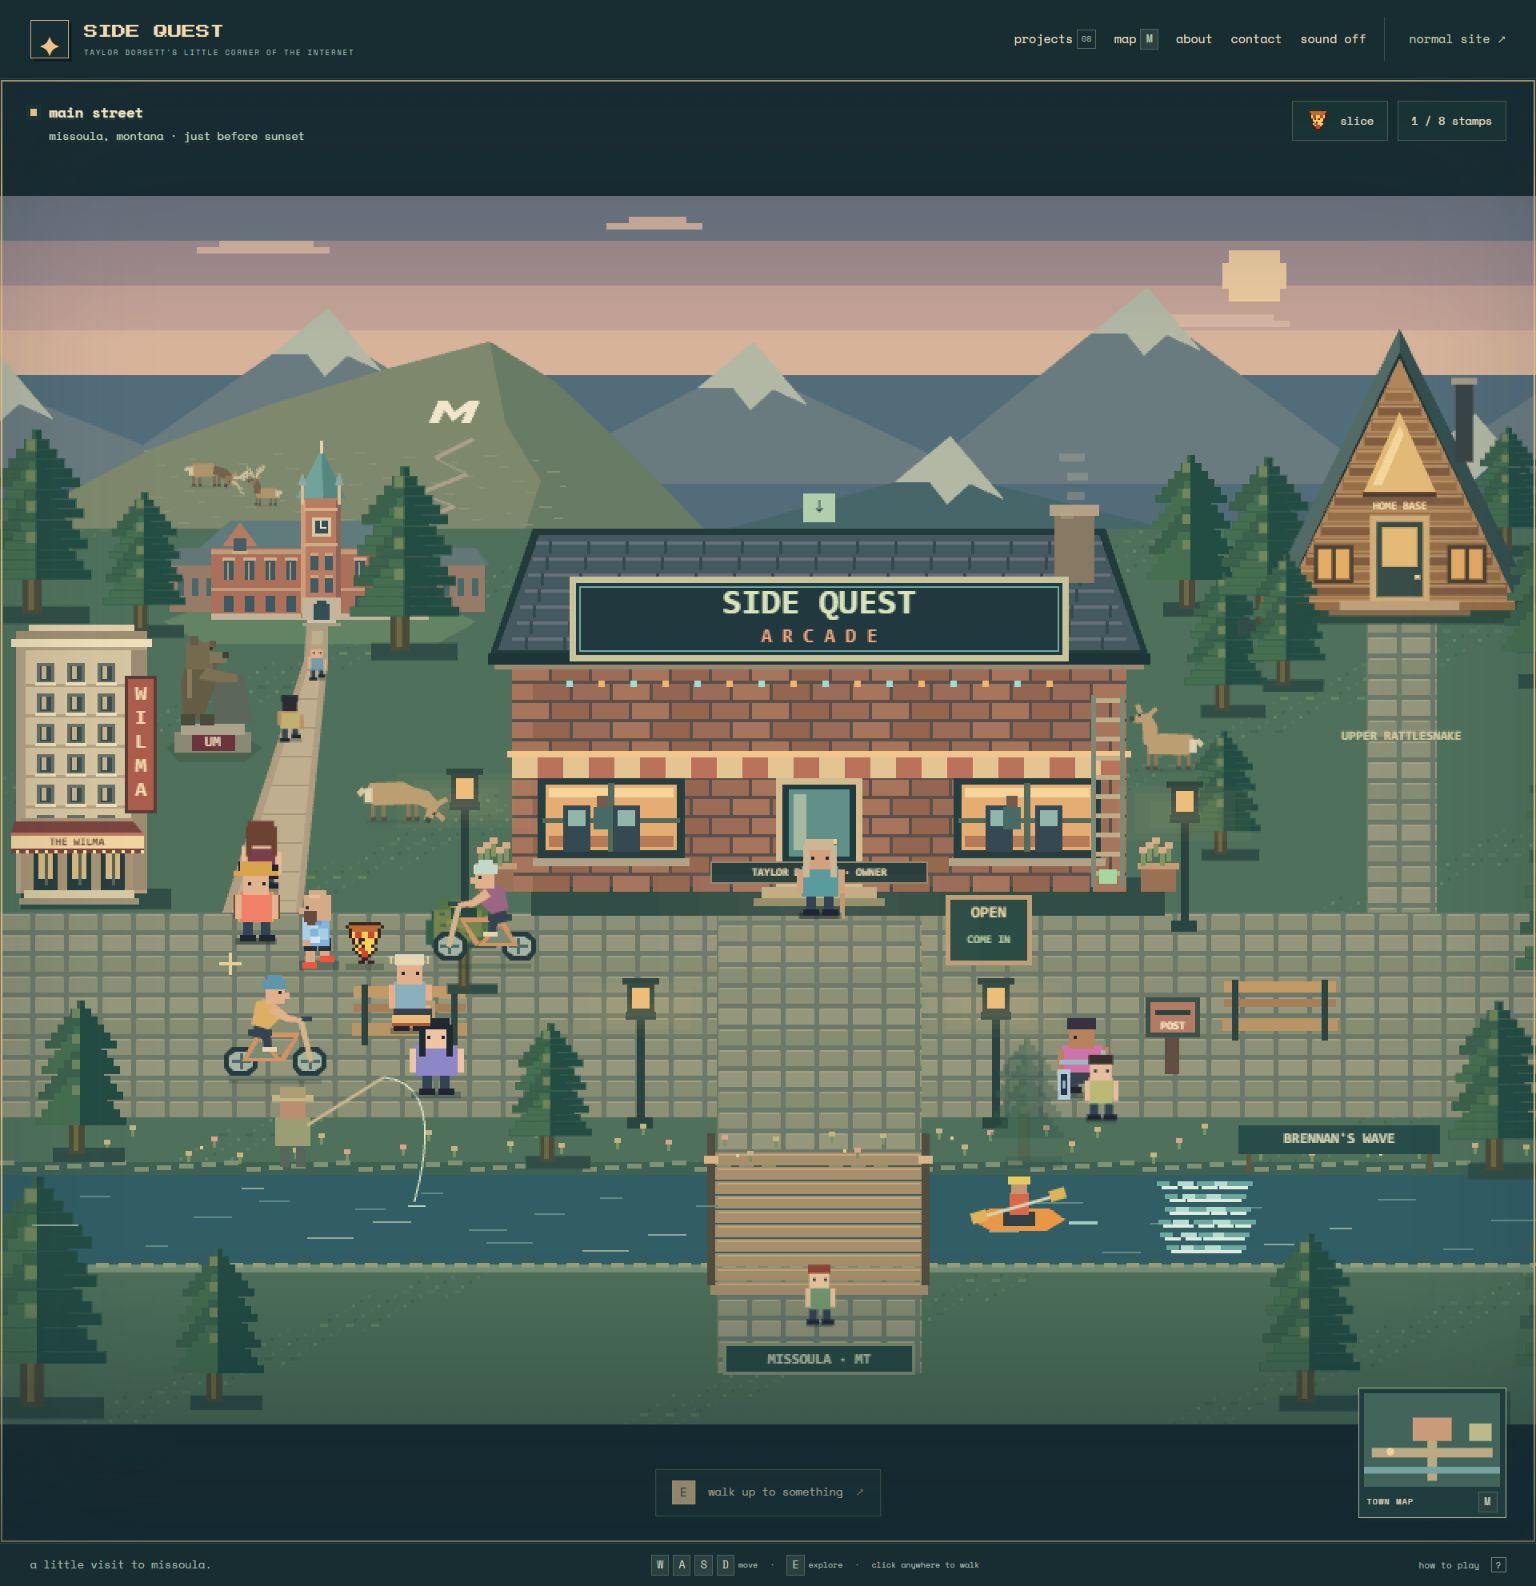 SIDE QUEST
TAYLOR DORSETT'S LITTLE CORNER OF THE INTERNET
projects 08 map M about contact sound off normal site ↗
main street
missoula, montana · just before sunset
slice
1 / 8 stamps
M
↓
HOME BASE
SIDE QUEST
ARCADE
WILMA
UM
UPPER RATTLESNAKE
THE WILMA
TAYLOR · OWNER
OPEN
COME IN
POST
BRENNAN'S WAVE
MISSOULA · MT
E walk up to something ↗
TOWN MAP M
a little visit to missoula.
W A S D move · E explore · click anywhere to walk
how to play ?